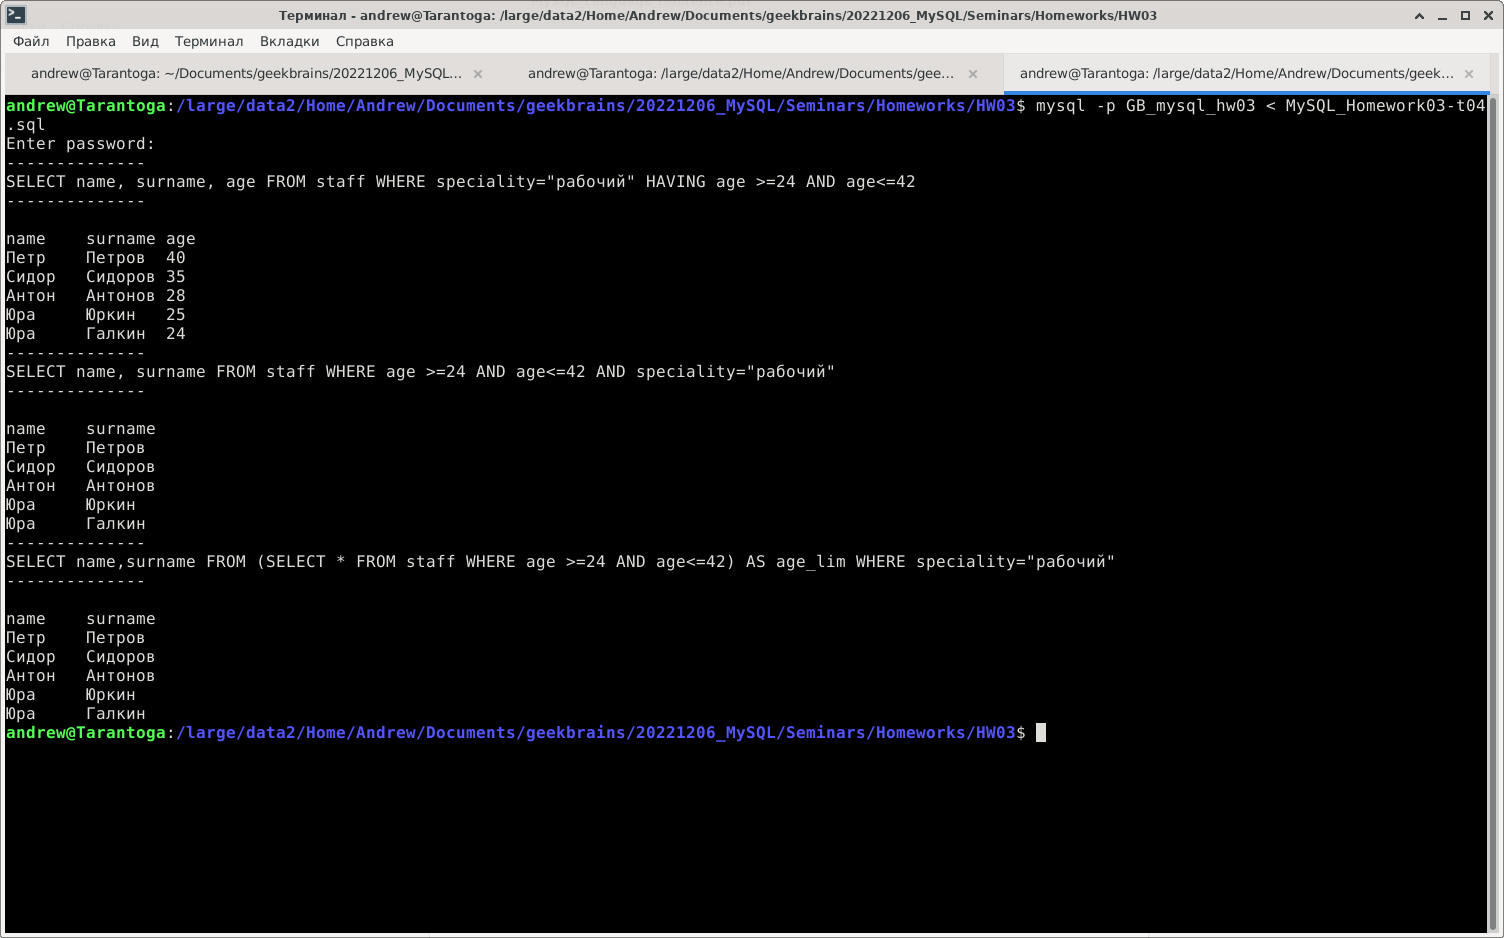 Терминал - andrew@Tarantoga: /large/data2/Home/Andrew/Documents/geekbrains/20221206_MySQL/Seminars/Homeworks/HW03
Файл Правка Вид Терминал Вкладки Справка
andrew@Tarantoga: ~/Documents/geekbrains/20221206_MySQL... × andrew@Tarantoga: /large/data2/Home/Andrew/Documents/gee... × andrew@Tarantoga: /large/data2/Home/Andrew/Documents/geek... ×
andrew@Tarantoga:/large/data2/Home/Andrew/Documents/geekbrains/20221206_MySQL/Seminars/Homeworks/HW03$ mysql -p GB_mysql_hw03 < MySQL_Homework03-t04
.sql
Enter password:
--------------
SELECT name, surname, age FROM staff WHERE speciality="рабочий" HAVING age >=24 AND age<=42
--------------
name surname age
Петр Петров 40
Сидор Сидоров 35
Антон Антонов 28
Юра Юркин 25
Юра Галкин 24
--------------
SELECT name, surname FROM staff WHERE age >=24 AND age<=42 AND speciality="рабочий"
--------------
name surname
Петр Петров
Сидор Сидоров
Антон Антонов
Юра Юркин
Юра Галкин
--------------
SELECT name,surname FROM (SELECT * FROM staff WHERE age >=24 AND age<=42) AS age_lim WHERE speciality="рабочий"
--------------
name surname
Петр Петров
Сидор Сидоров
Антон Антонов
Юра Юркин
Юра Галкин
andrew@Tarantoga:/large/data2/Home/Andrew/Documents/geekbrains/20221206_MySQL/Seminars/Homeworks/HW03$